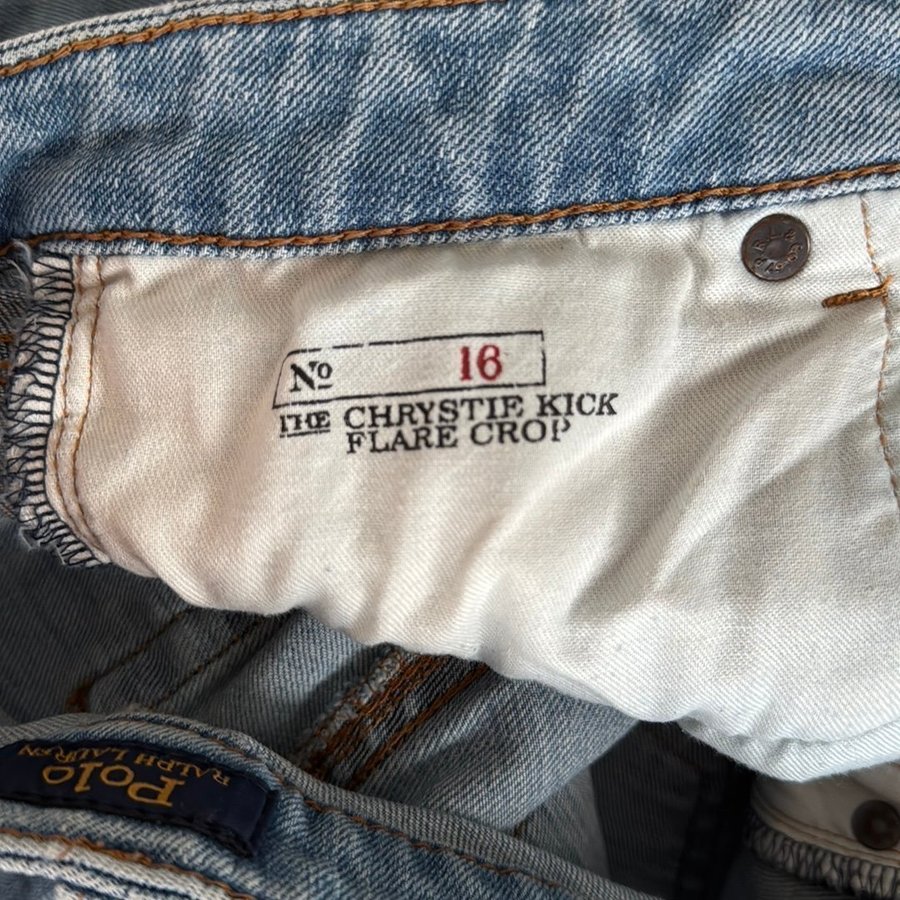 No 16
THE CHRYSTIE KICK
FLARE CROP
Polo
RALPH LAUREN